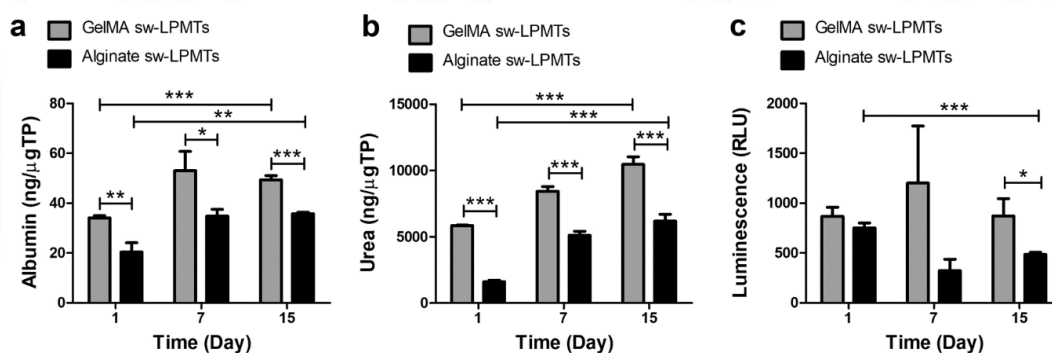 a
GelMA sw-LPMTs
Alginate sw-LPMTs
***
**
*
**
***
80
60
40
20
0
Albumin (ng/µgTP)
1 7 15
Time (Day)
b
GelMA sw-LPMTs
Alginate sw-LPMTs
***
***
***
***
***
15000
10000
5000
0
Urea (ng/µgTP)
1 7 15
Time (Day)
c
GelMA sw-LPMTs
Alginate sw-LPMTs
***
*
2000
1500
1000
500
0
Luminescence (RLU)
1 7 15
Time (Day)